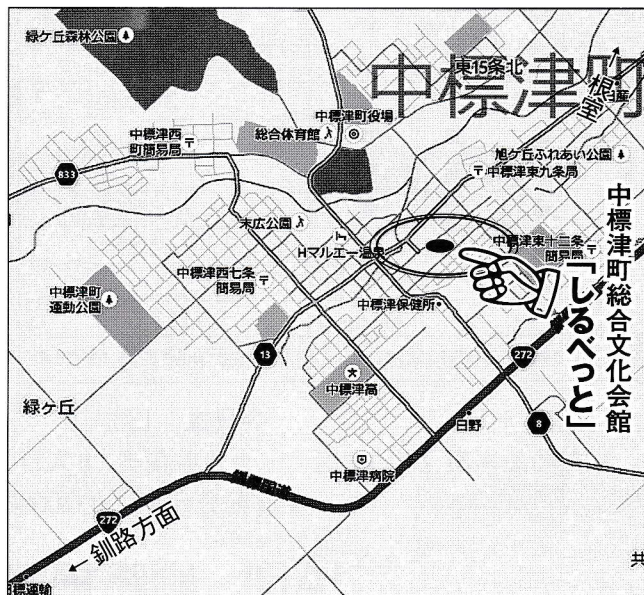 緑ケ丘森林公園
中標津町
東15条北
根室
中標津町役場
総合体育館
中標津西
町簡易局
旭ケ丘ふれあい公園
中標津東九条局
833
末広公園
Hマルエー温泉
中標津東十二条
簡易局
中標津町総合文化会館
「しるべっと」
中標津西七条
簡易局
中標津町
運動公園
中標津保健所
13
272
中標津高
緑ケ丘
日野
8
中標津病院
272
←釧路方面
標運輸
共